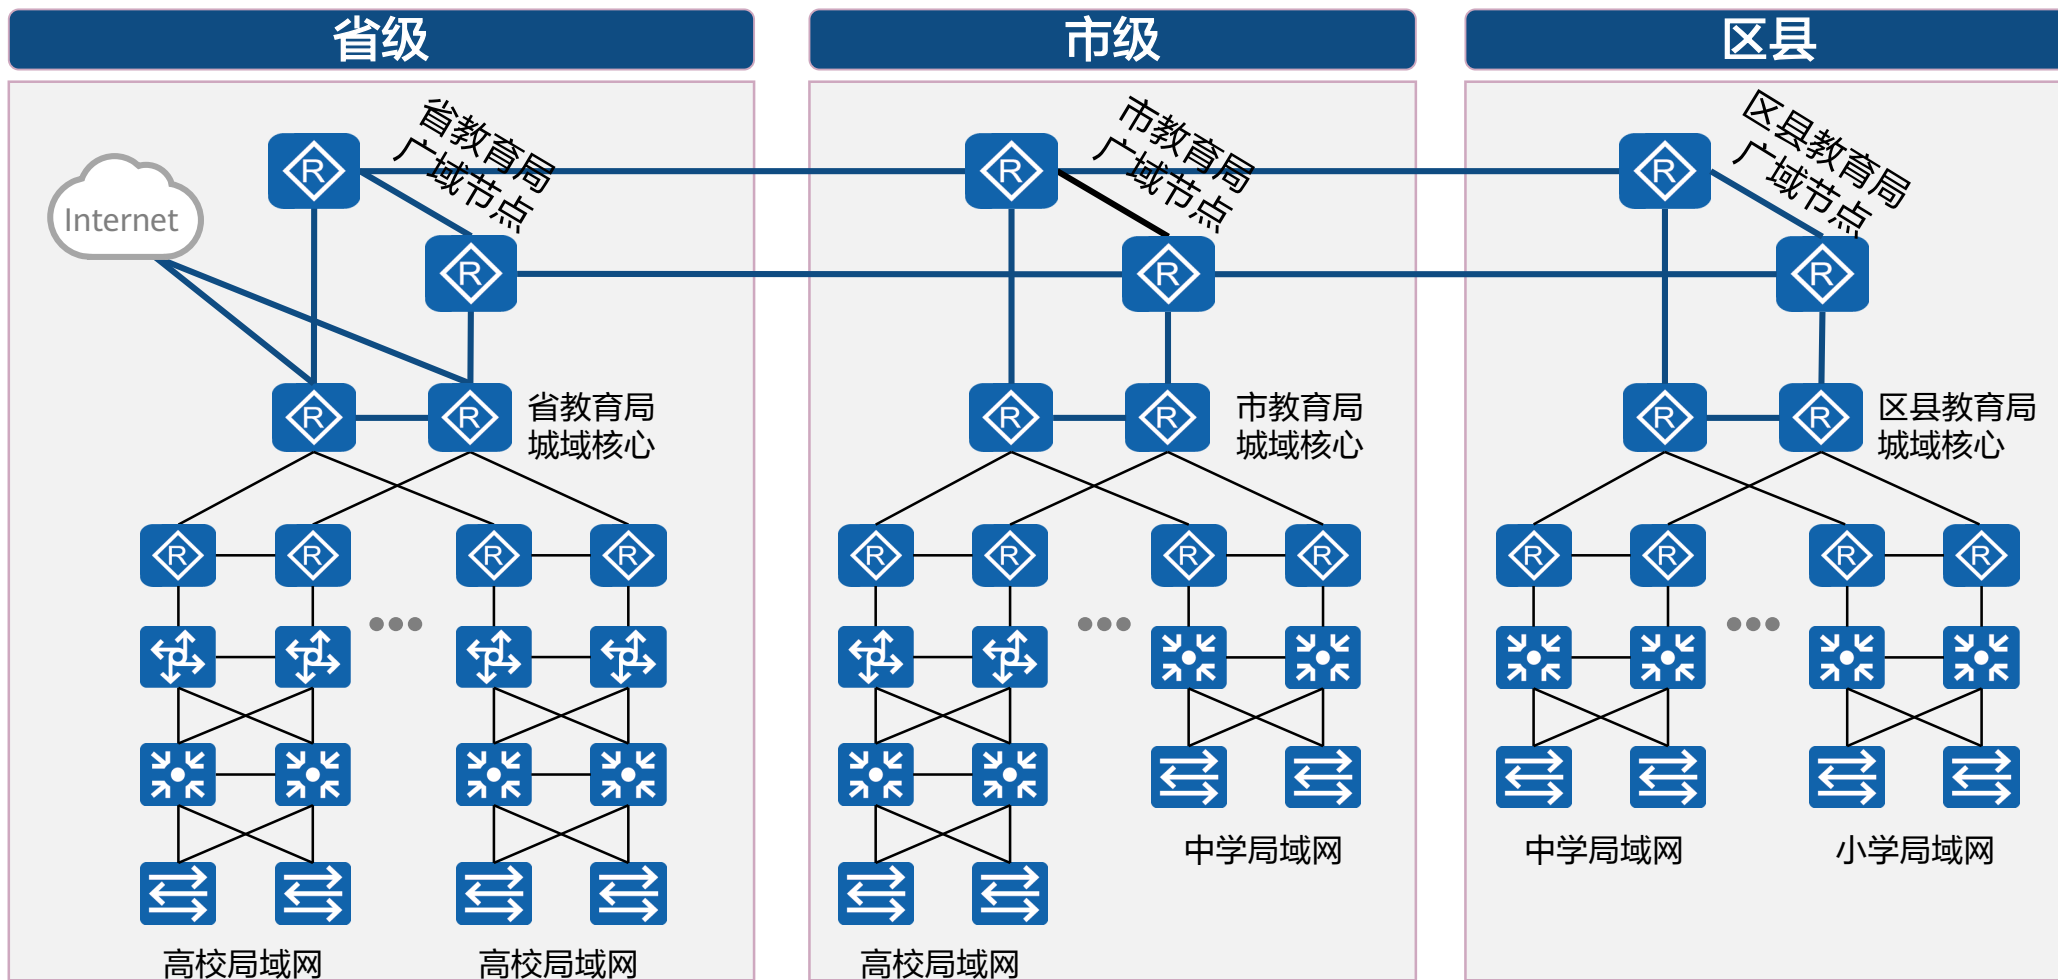 省级
市级
区县
省教育局
广域节点
市教育局
广域节点
区县教育局
广域节点
R
R
R
Internet
R
R
R
R
R
省教育局
城域核心
R
R
市教育局
城域核心
R
R
区县教育局
城域核心
R
R
R
R
R
R
R
R
R
R
R
R
中学局域网
中学局域网
小学局域网
高校局域网
高校局域网
高校局域网